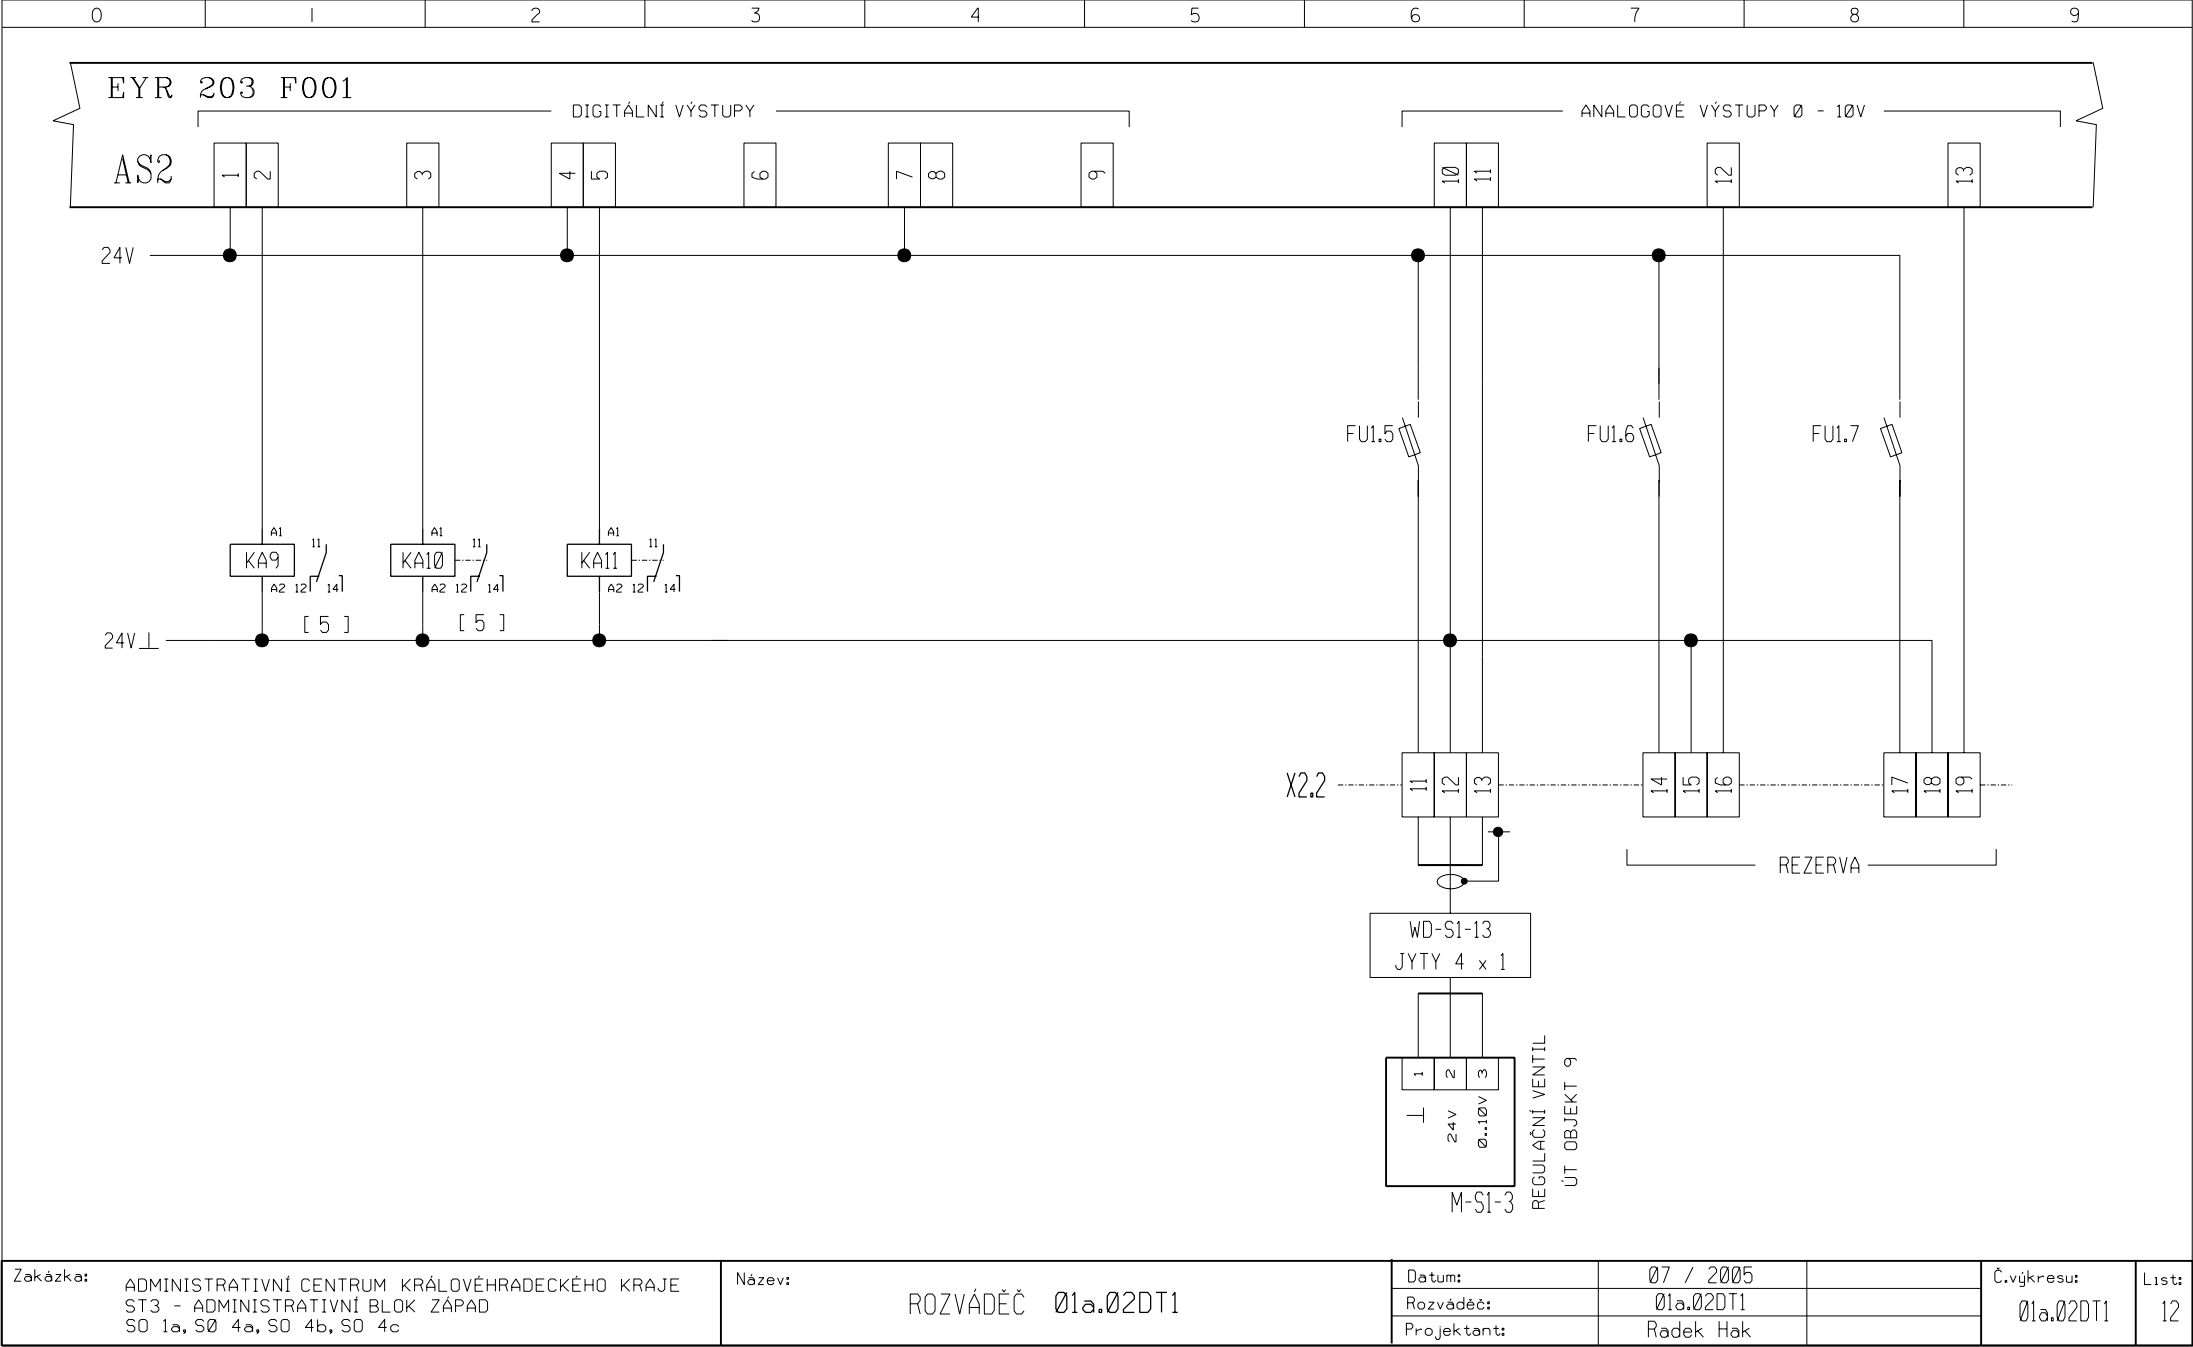 0 1 2 3 4 5 6 7 8 9
EYR 203 F001
DIGITÁLNÍ VÝSTUPY
ANALOGOVÉ VÝSTUPY Ø - 1ØV
AS2
1 2 3 4 5 6 7 8 9 1Ø 11 12 13
24V
FU1.5 FU1.6 FU1.7
A1 A1 A1
11 11 11
KA9 KA1Ø KA11
A2 12 14 A2 12 14 A2 12 14
[ 5 ] [ 5 ]
24V
X2.2 11 12 13 14 15 16 17 18 19
REZERVA
WD-S1-13
JYTY 4 x 1
1 2 3
24V
Ø..1ØV
REGULAČNÍ VENTIL
ÚT OBJEKT 9
M-S1-3
Zakázka:
ADMINISTRATIVNÍ CENTRUM KRÁLOVÉHRADECKÉHO KRAJE
ST3 - ADMINISTRATIVNÍ BLOK ZÁPAD
SO 1a, SØ 4a, SO 4b, SO 4c
Název:
ROZVÁDĚČ Ø1a.Ø2DT1
Datum: Ø7 / 2005
Rozváděč: Ø1a.Ø2DT1
Projektant: Radek Hak
Č.výkresu:
Ø1a.Ø2DT1
List:
12